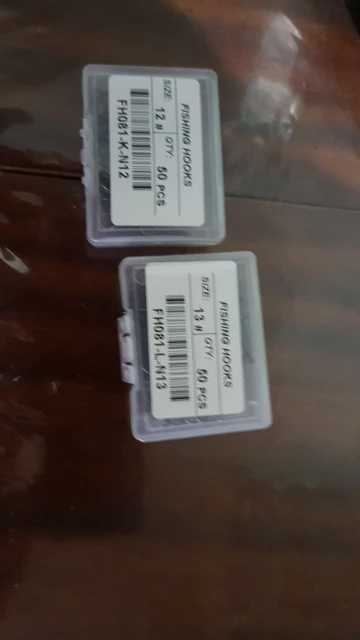 FISHING HOOKS
SIZE: 12 # QTY: 50 PCS
FH081-K-N12
FISHING HOOKS
SIZE: 13 # QTY: 50 PCS
FH081-L-N13